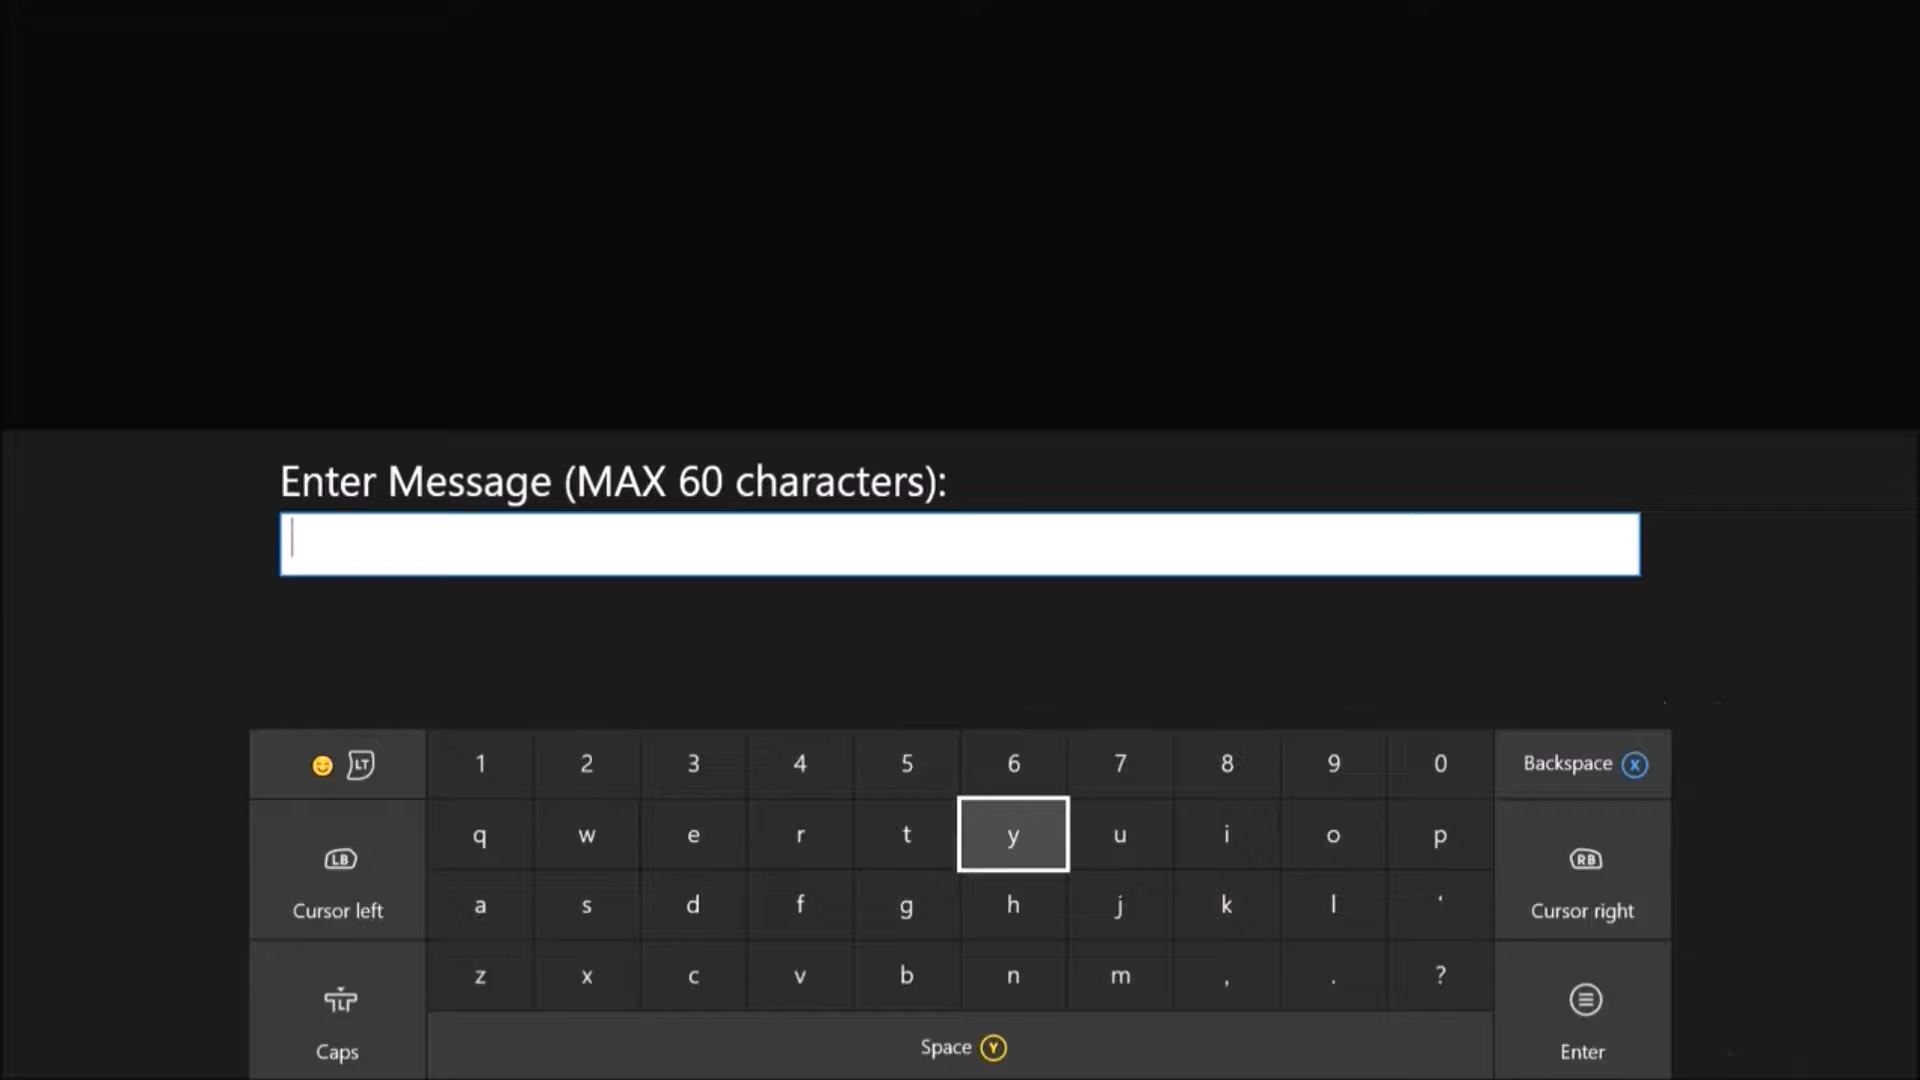 Enter Message (MAX 60 characters):
LT 1 2 3 4 5 6 7 8 9 0 Backspace X
q w e r t y u i o p
LB RB
Cursor left a s d f g h j k l ' Cursor right
z x c v b n m , . ?
Caps Space Y Enter